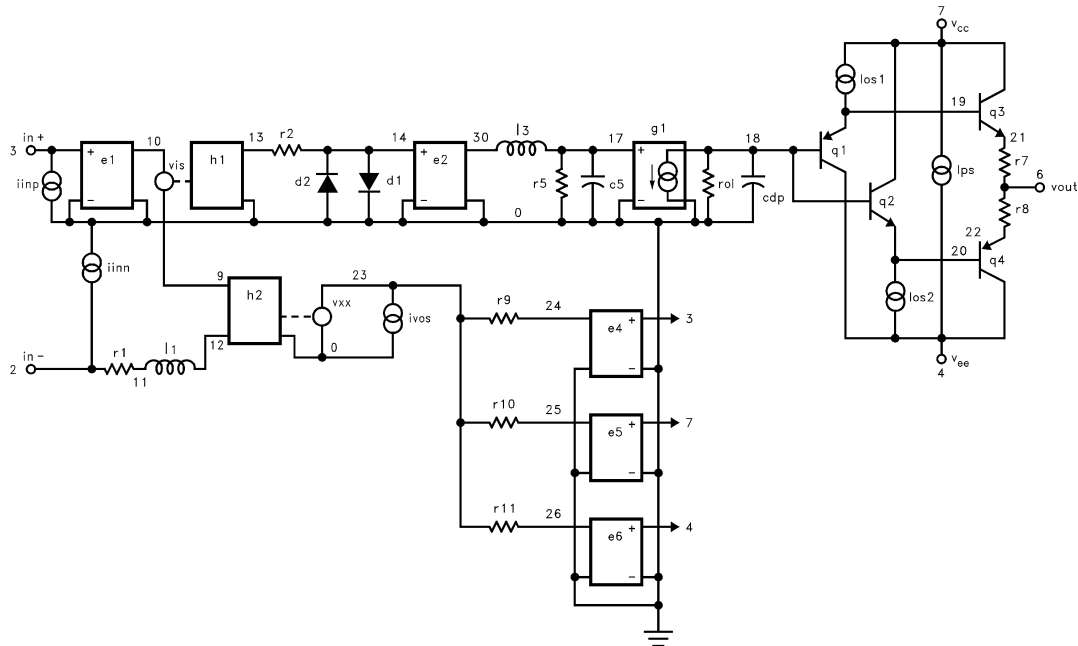 7
Vcc
Ios1
19
q3
in+
3
iinp
+
e1
−
10
vis
h1
13
r2
d2
d1
14
+
e2
−
30
l3
r5
c5
17
g1
+
−
18
rol
cdp
q1
q2
Ips
21
r7
6
vout
r8
22
20
q4
Ios2
0
iinn
9
h2
12
23
vxx
0
ivos
in−
2
r1
11
l1
Vee
4
r9
24
e4
+
−
3
r10
25
e5
+
−
7
r11
26
e6
+
−
4